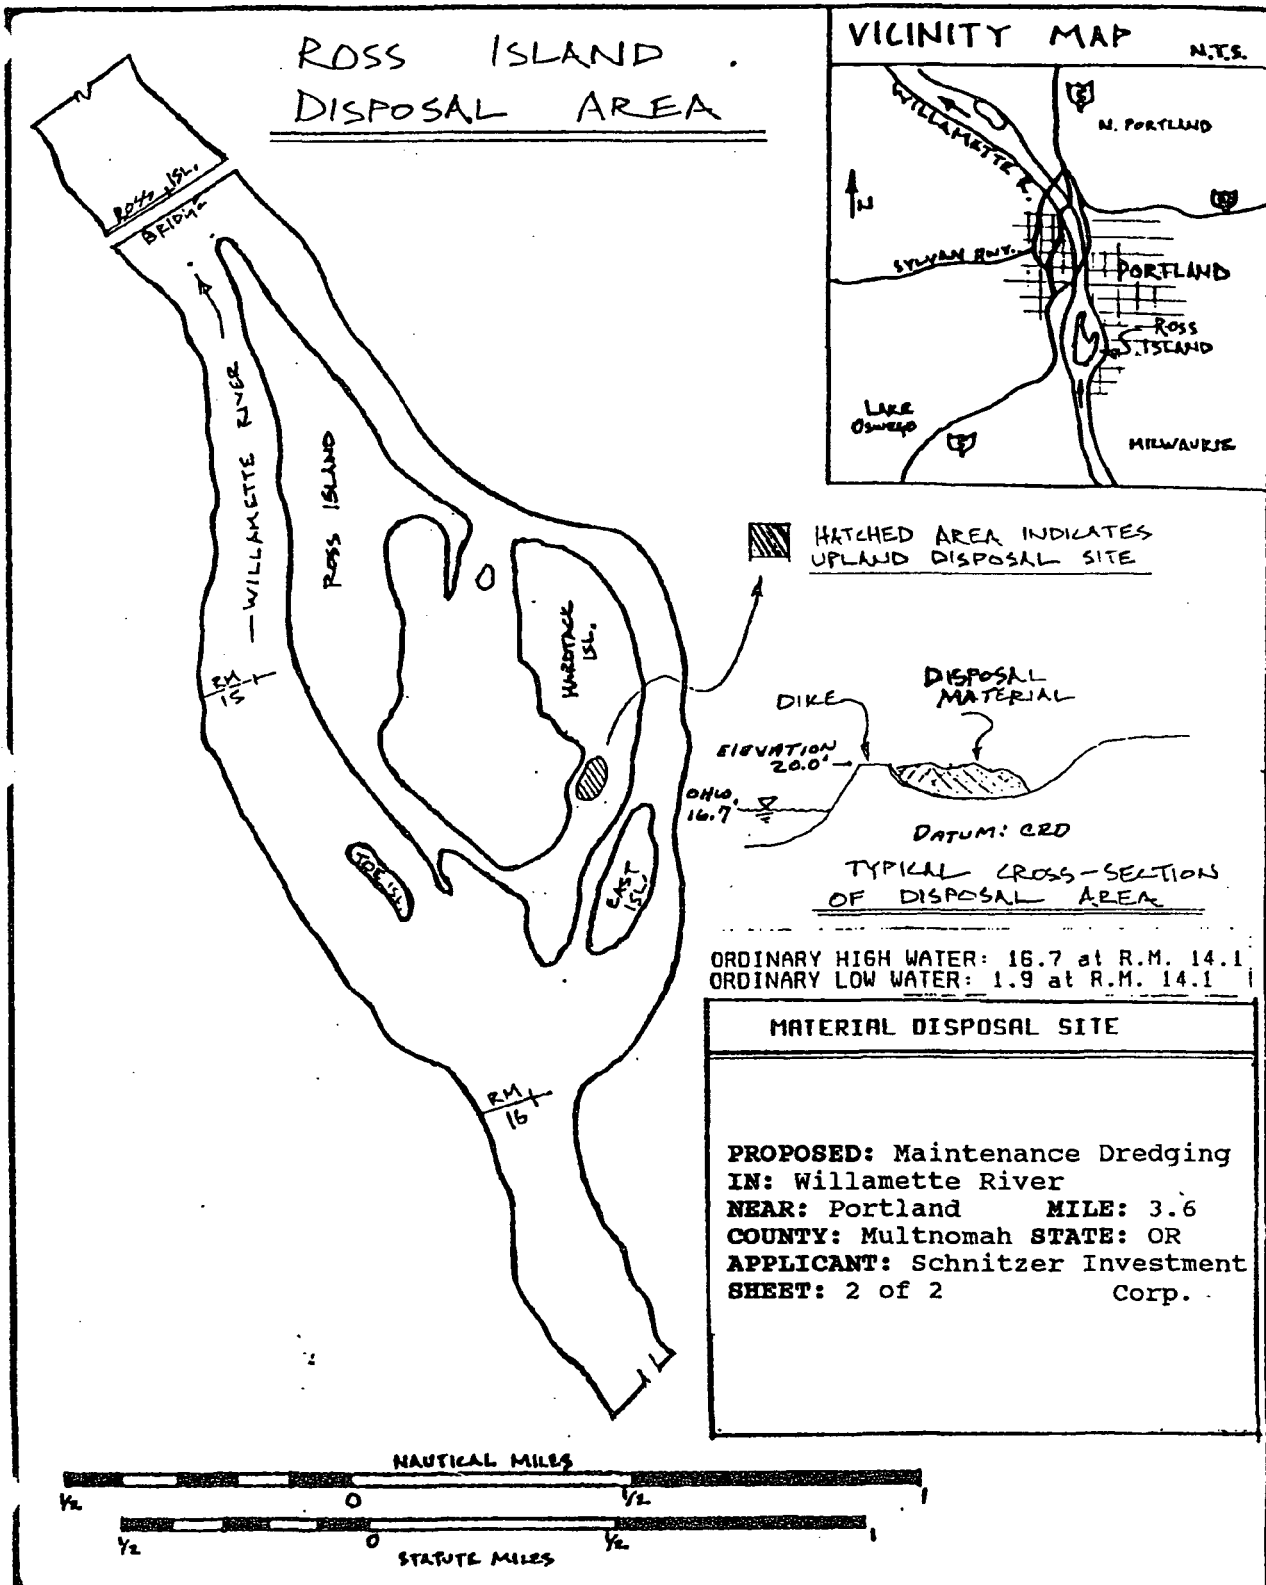 ROSS ISLAND
DISPOSAL AREA
VICINITY MAP N.T.S.
WILLAMETTE R.
5
N. PORTLAND
N
SYLVAN HWY.
PORTLAND
ROSS
ISLAND
LAKE
OSWEGO
5
MILWAUKIE
ROSS ISL.
BRIDGE
WILLAMETTE RIVER
ROSS ISLAND
HARDTACK
ISL.
RM
15
TOE ISL.
EAST
ISL.
RM
16
HATCHED AREA INDICATES
UPLAND DISPOSAL SITE
DISPOSAL
MATERIAL
DIKE
ELEVATION
20.0'
OHW.
16.7
DATUM: CRD
TYPICAL CROSS-SECTION
OF DISPOSAL AREA
ORDINARY HIGH WATER: 16.7 at R.M. 14.1
ORDINARY LOW WATER: 1.9 at R.M. 14.1
MATERIAL DISPOSAL SITE
PROPOSED: Maintenance Dredging
IN: Willamette River
NEAR: Portland MILE: 3.6
COUNTY: Multnomah STATE: OR
APPLICANT: Schnitzer Investment
SHEET: 2 of 2 Corp.
NAUTICAL MILES
1/2 0 1/2 1
1/2 0 1/2 1
STATUTE MILES